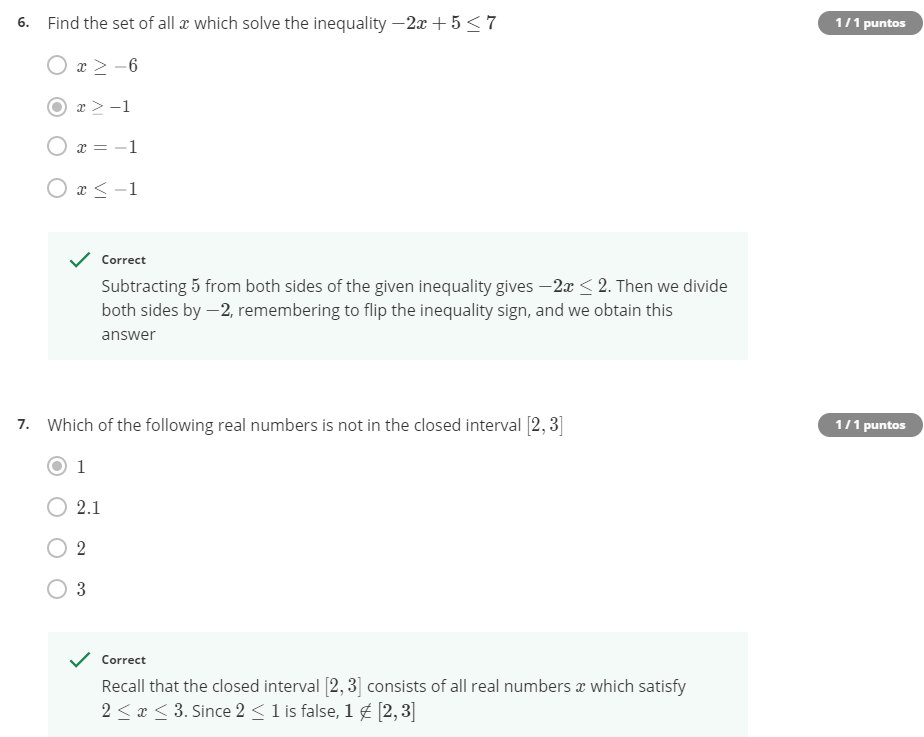 6. Find the set of all x which solve the inequality −2x + 5 ≤ 7
1 / 1 puntos
x ≥ −6
x ≥ −1
x = −1
x ≤ −1
Correct
Subtracting 5 from both sides of the given inequality gives −2x ≤ 2. Then we divide
both sides by −2, remembering to flip the inequality sign, and we obtain this
answer
7. Which of the following real numbers is not in the closed interval [2, 3]
1 / 1 puntos
1
2.1
2
3
Correct
Recall that the closed interval [2, 3] consists of all real numbers x which satisfy
2 ≤ x ≤ 3. Since 2 ≤ 1 is false, 1 ∉ [2, 3]